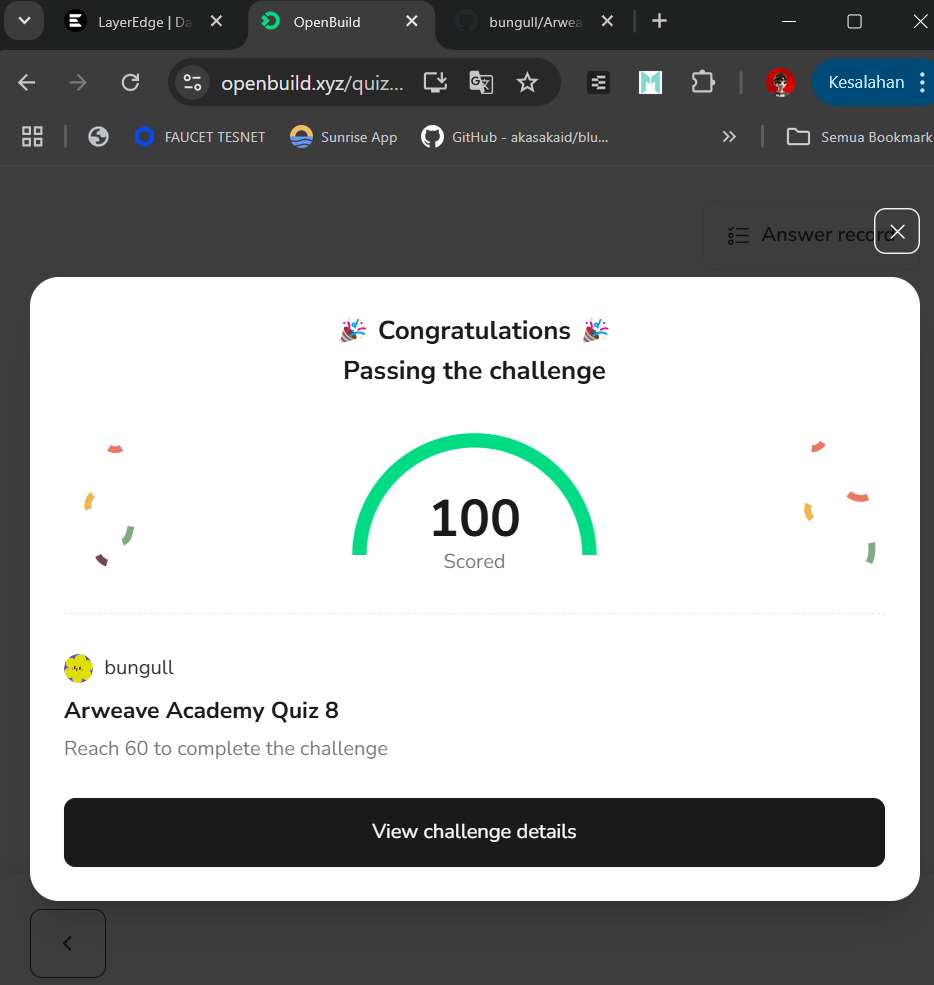 LayerEdge | Da
OpenBuild
bungull/Arwea
openbuild.xyz/quiz...
Kesalahan
FAUCET TESNET
Sunrise App
GitHub - akasakaid/blu...
Semua Bookmark
Answer record
Congratulations
Passing the challenge
100
Scored
bungull
Arweave Academy Quiz 8
Reach 60 to complete the challenge
View challenge details